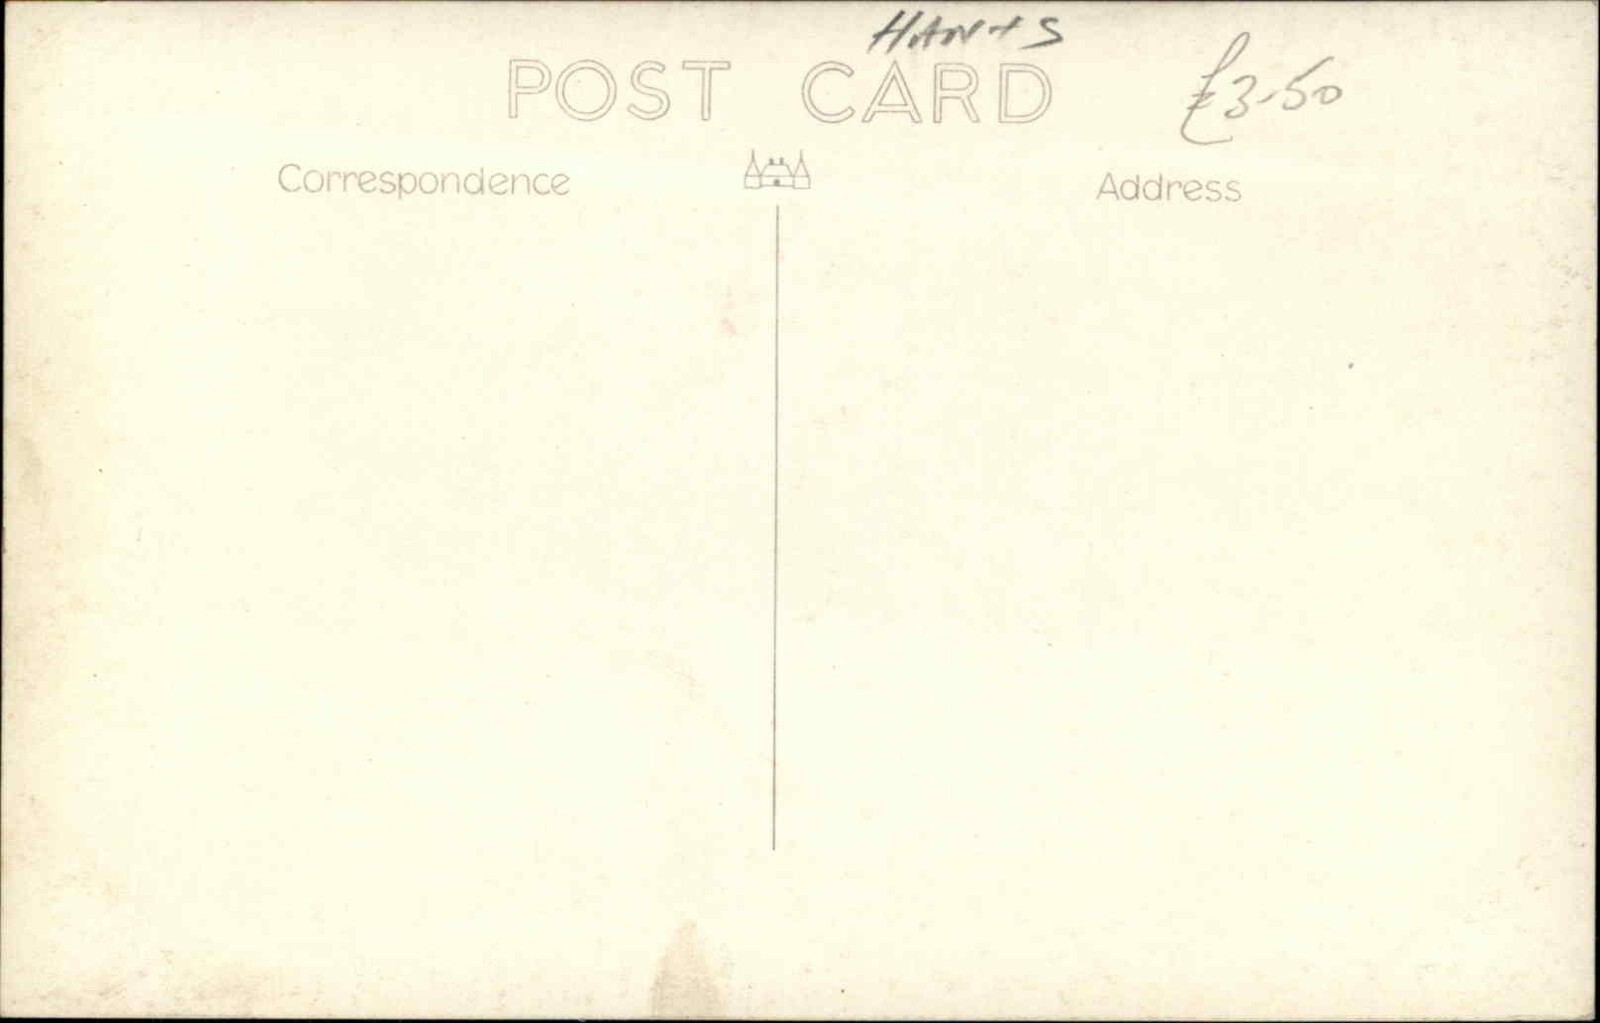 HANTS
POST CARD
£3-50
Correspondence
Address